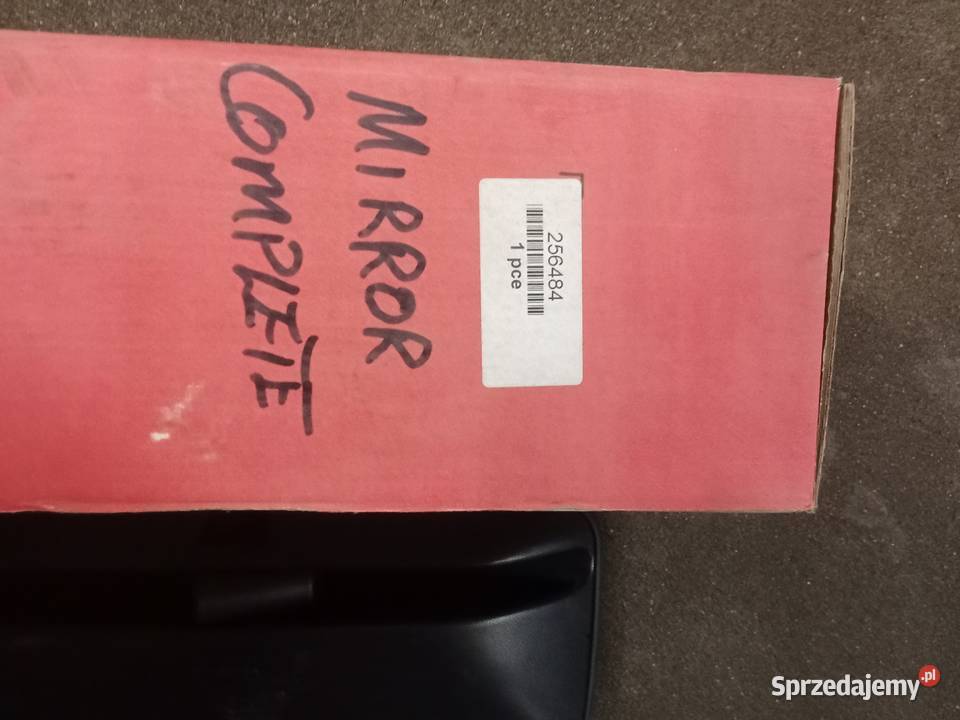 MIRROR
COMPLETE
256484
1 pce
Sprzedajemy.pl